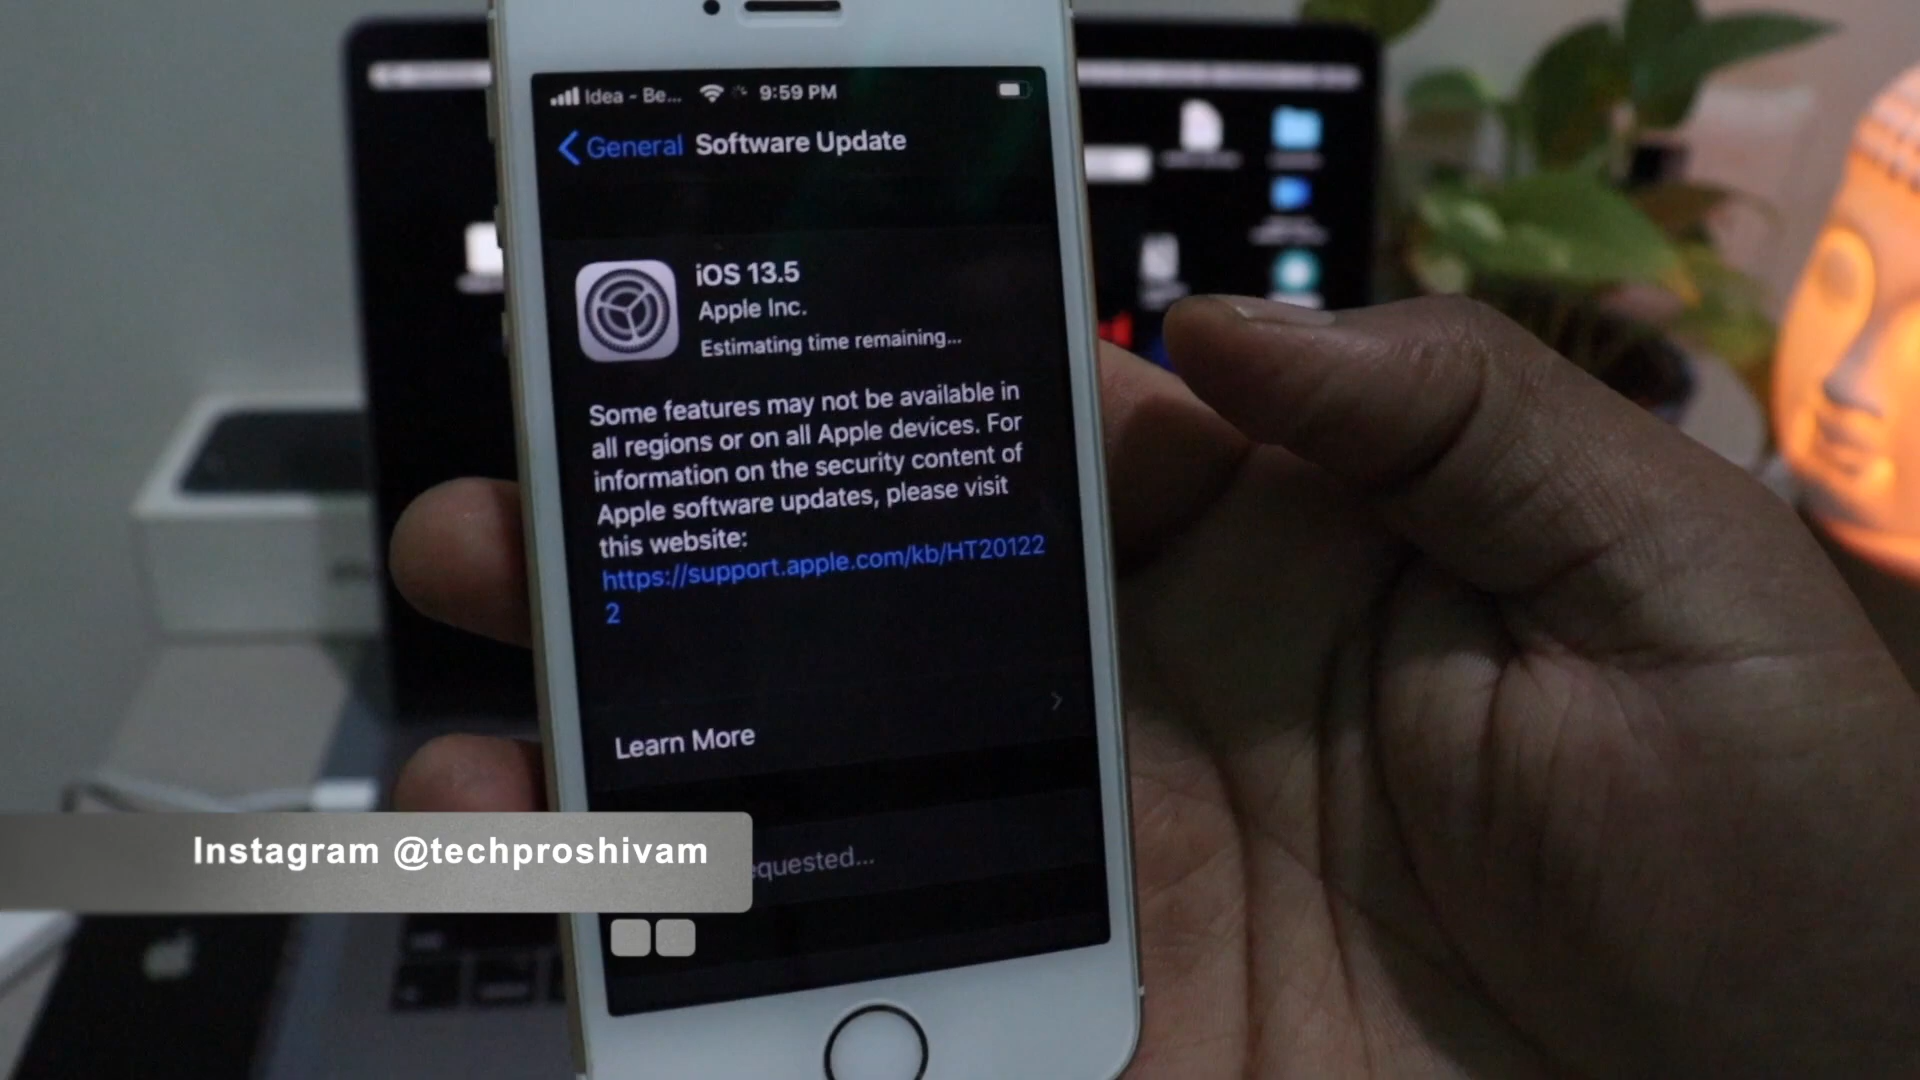 Idea - Be... 9:59 PM
General Software Update
iOS 13.5
Apple Inc.
Estimating time remaining...
Some features may not be available in
all regions or on all Apple devices. For
information on the security content of
Apple software updates, please visit
this website:
https://support.apple.com/kb/HT20122
2
Learn More
equested...
Instagram @techproshivam